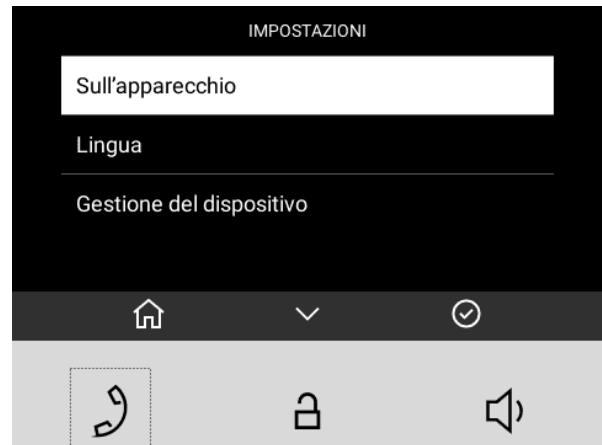 IMPOSTAZIONI
Sull’apparecchio
Lingua
Gestione del dispositivo